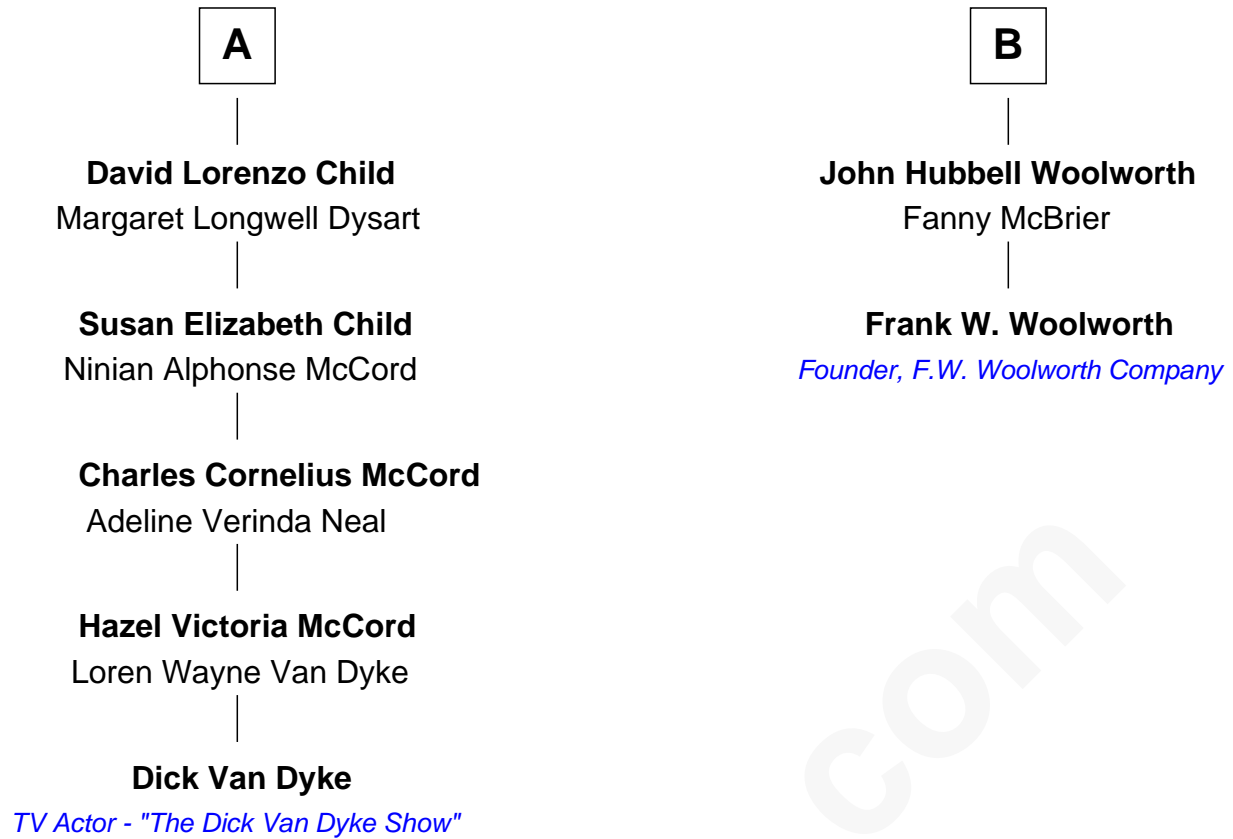 A
David Lorenzo Child
Margaret Longwell Dysart
Susan Elizabeth Child
Ninian Alphonse McCord
Charles Cornelius McCord
Adeline Verinda Neal
Hazel Victoria McCord
Loren Wayne Van Dyke
Dick Van Dyke
TV Actor - "The Dick Van Dyke Show"
B
John Hubbell Woolworth
Fanny McBrier
Frank W. Woolworth
Founder, F.W. Woolworth Company
com